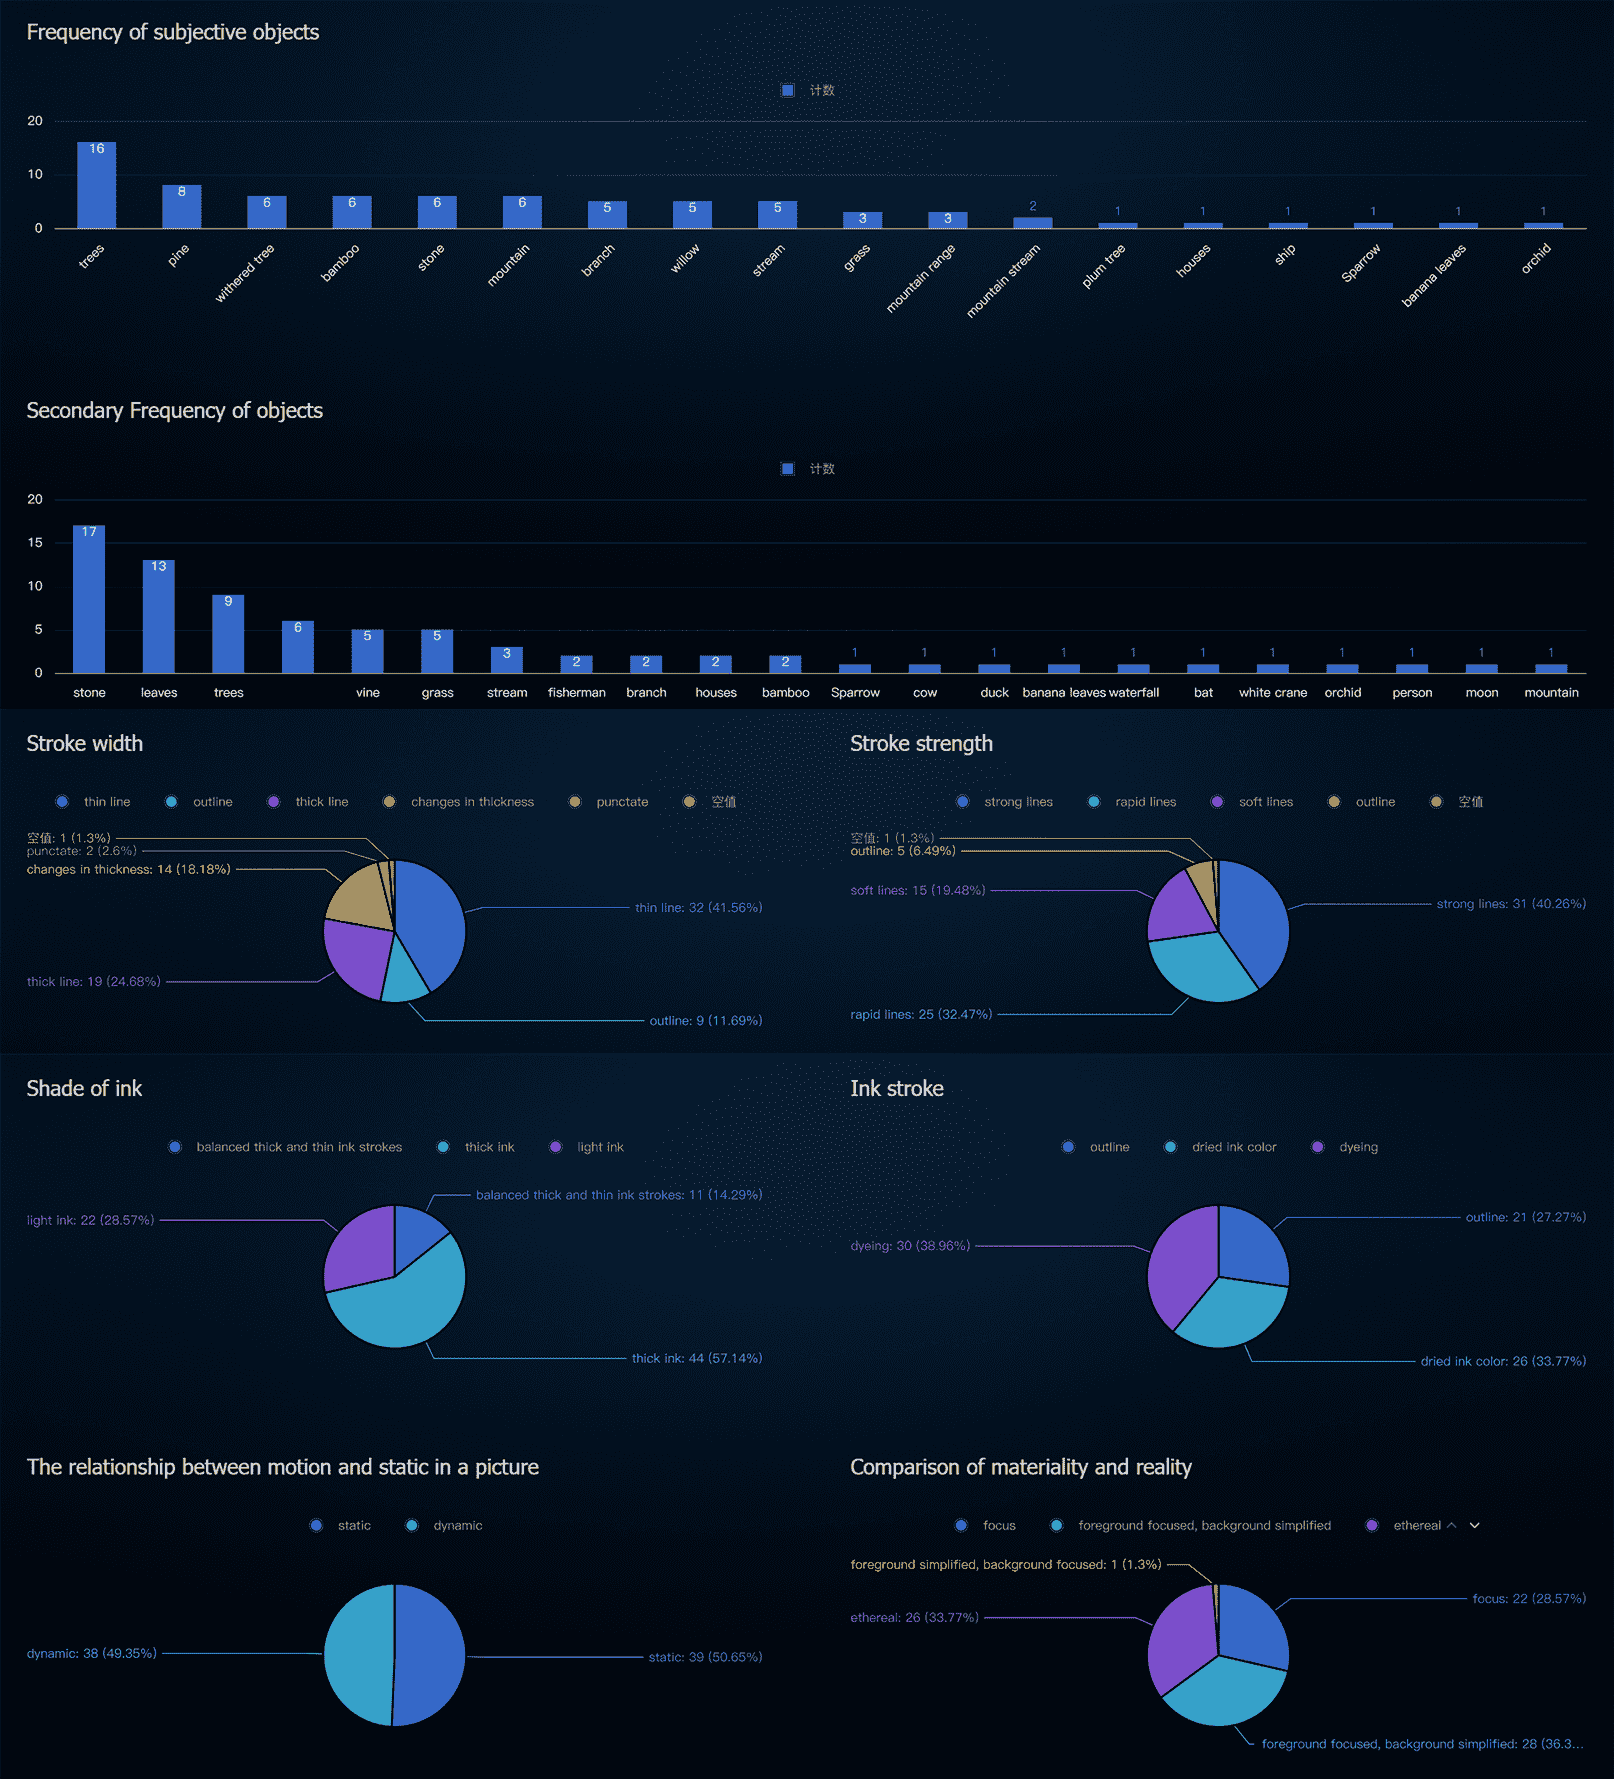 Frequency of subjective objects
计数
20
10
0
16
8
6
6
6
6
5
5
5
3
3
2
1
1
1
1
1
1
trees
pine
withered tree
bamboo
stone
mountain
branch
willow
stream
grass
mountain range
mountain stream
plum tree
houses
ship
Sparrow
banana leaves
orchid
Secondary Frequency of objects
计数
20
15
10
5
0
17
13
9
6
5
5
3
2
2
2
2
1
1
1
1
1
1
1
1
1
1
1
stone
leaves
trees
vine
grass
stream
fisherman
branch
houses
bamboo
Sparrow
cow
duck
banana leaves
waterfall
bat
white crane
orchid
person
moon
mountain
Stroke width
thin line
outline
thick line
changes in thickness
punctate
空值
空值: 1 (1.3%)
punctate: 2 (2.6%)
changes in thickness: 14 (18.18%)
thin line: 32 (41.56%)
thick line: 19 (24.68%)
outline: 9 (11.69%)
Stroke strength
strong lines
rapid lines
soft lines
outline
空值
空值: 1 (1.3%)
outline: 5 (6.49%)
soft lines: 15 (19.48%)
strong lines: 31 (40.26%)
rapid lines: 25 (32.47%)
Shade of ink
balanced thick and thin ink strokes
thick ink
light ink
balanced thick and thin ink strokes: 11 (14.29%)
light ink: 22 (28.57%)
thick ink: 44 (57.14%)
Ink stroke
outline
dried ink color
dyeing
outline: 21 (27.27%)
dyeing: 30 (38.96%)
dried ink color: 26 (33.77%)
The relationship between motion and static in a picture
static
dynamic
dynamic: 38 (49.35%)
static: 39 (50.65%)
Comparison of materiality and reality
focus
foreground focused, background simplified
ethereal
foreground simplified, background focused: 1 (1.3%)
focus: 22 (28.57%)
ethereal: 26 (33.77%)
foreground focused, background simplified: 28 (36.3...